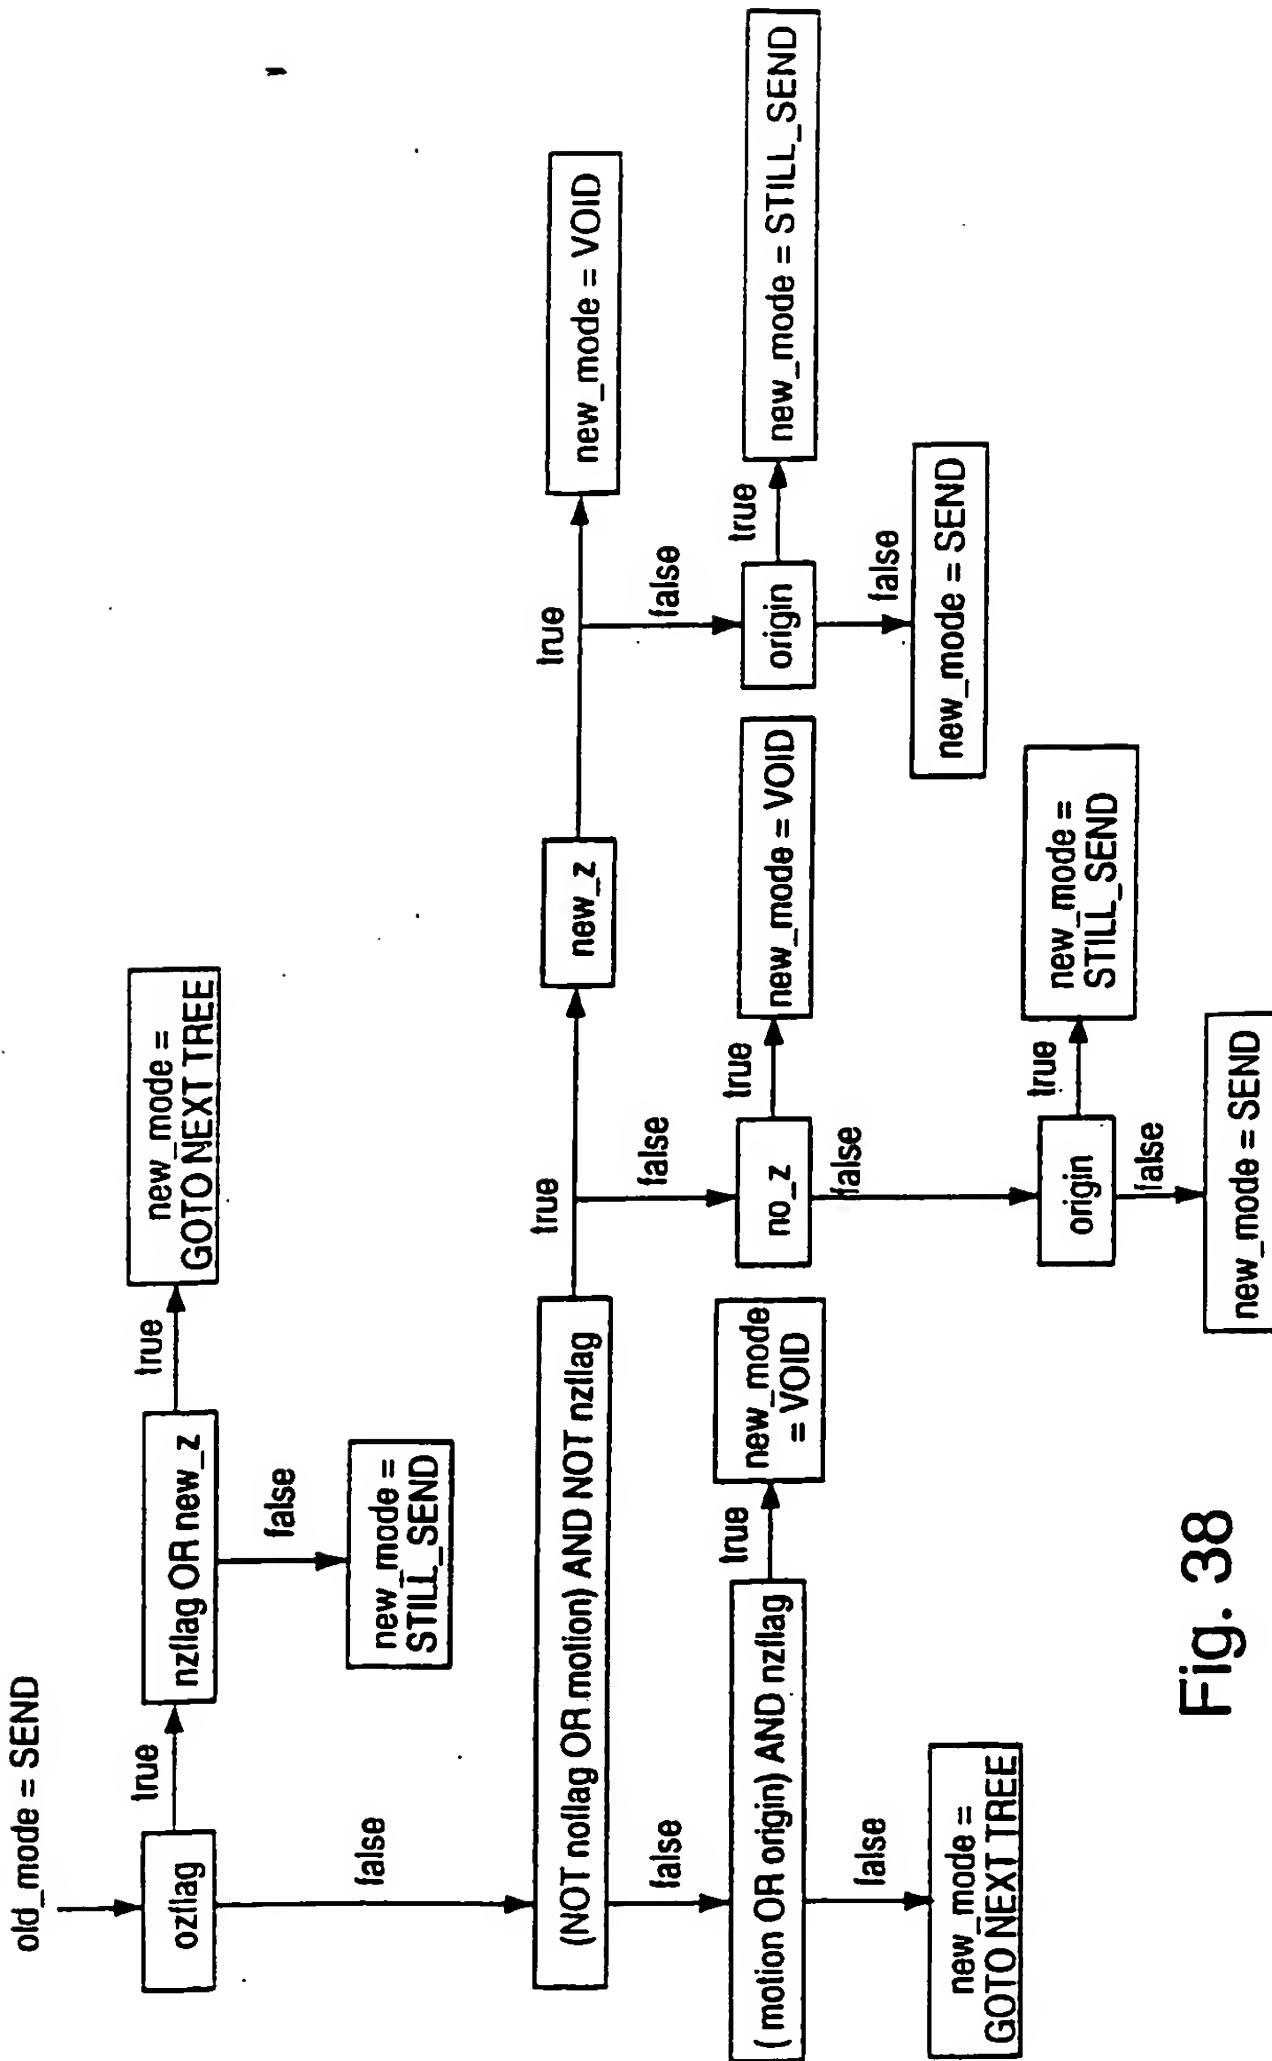 old_mode = SEND
ozflag
true
nzflag OR new_z
true
new_mode =
GOTO NEXT TREE
false
new_mode =
STILL_SEND
false
(NOT noflag OR motion) AND NOT nzflag
true
new_z
true
new_mode = VOID
false
origin
true
new_mode = STILL_SEND
false
new_mode = SEND
false
no_z
true
new_mode = VOID
false
origin
true
new_mode =
STILL_SEND
false
new_mode = SEND
false
( motion OR origin) AND nzflag
true
new_mode
= VOID
false
new_mode =
GOTO NEXT TREE
Fig. 38